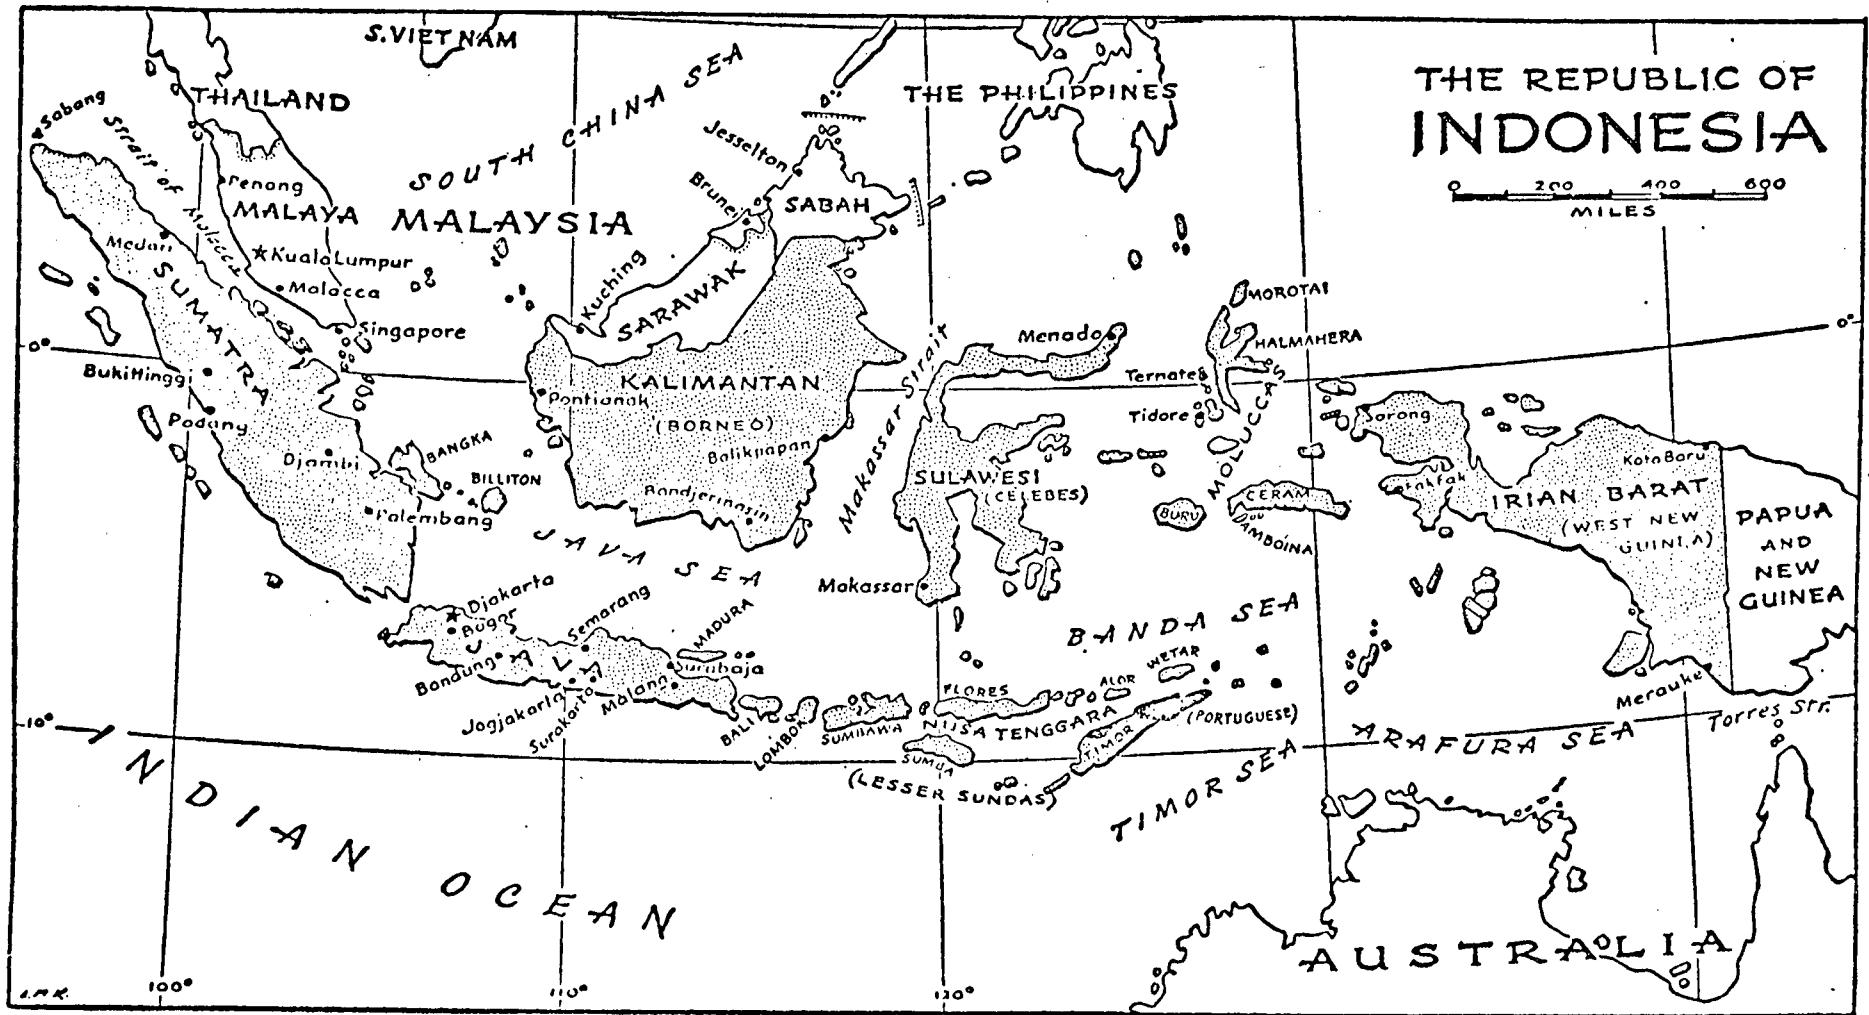 THE REPUBLIC OF
INDONESIA
0 200 400 600
MILES
S. VIET NAM
THAILAND
SOUTH CHINA SEA
THE PHILIPPINES
Sabang
Strait of Malacca
Penang
MALAYA
MALAYSIA
Jesselton
Brunei
SABAH
Medan
Kuala Lumpur
Malacca
Singapore
SUMATRA
Kuching
SARAWAK
MOROTAI
HALMAHERA
Menado
Ternate
Tidore
MOLUCCAS
0°
0°
Bukittinggi
Padang
Djambi
Palembang
BANGKA
BILLITON
Pontianak
KALIMANTAN
(BORNEO)
Balikpapan
Bandjermasin
Makassar Strait
SULAWESI
(CELEBES)
Makassar
BURU
CERAM
AMBOINA
Sorong
Fakfak
Kota Baru
IRIAN BARAT
(WEST NEW
GUINEA)
PAPUA
AND
NEW
GUINEA
JAVA SEA
Djakarta
Bogor
Semarang
MADURA
Bandung
JAVA
Surabaja
Jogjakarta
Surakarta
Malang
BALI
LOMBOK
SUMBAWA
FLORES
ALOR
WETAR
BANDA SEA
NUSA TENGGARA
SUMBA
(LESSER SUNDAS)
TIMOR
(PORTUGUESE)
Merauke
Torres Str.
ARAFURA SEA
TIMOR SEA
10°
INDIAN OCEAN
AUSTRALIA
100°
110°
120°